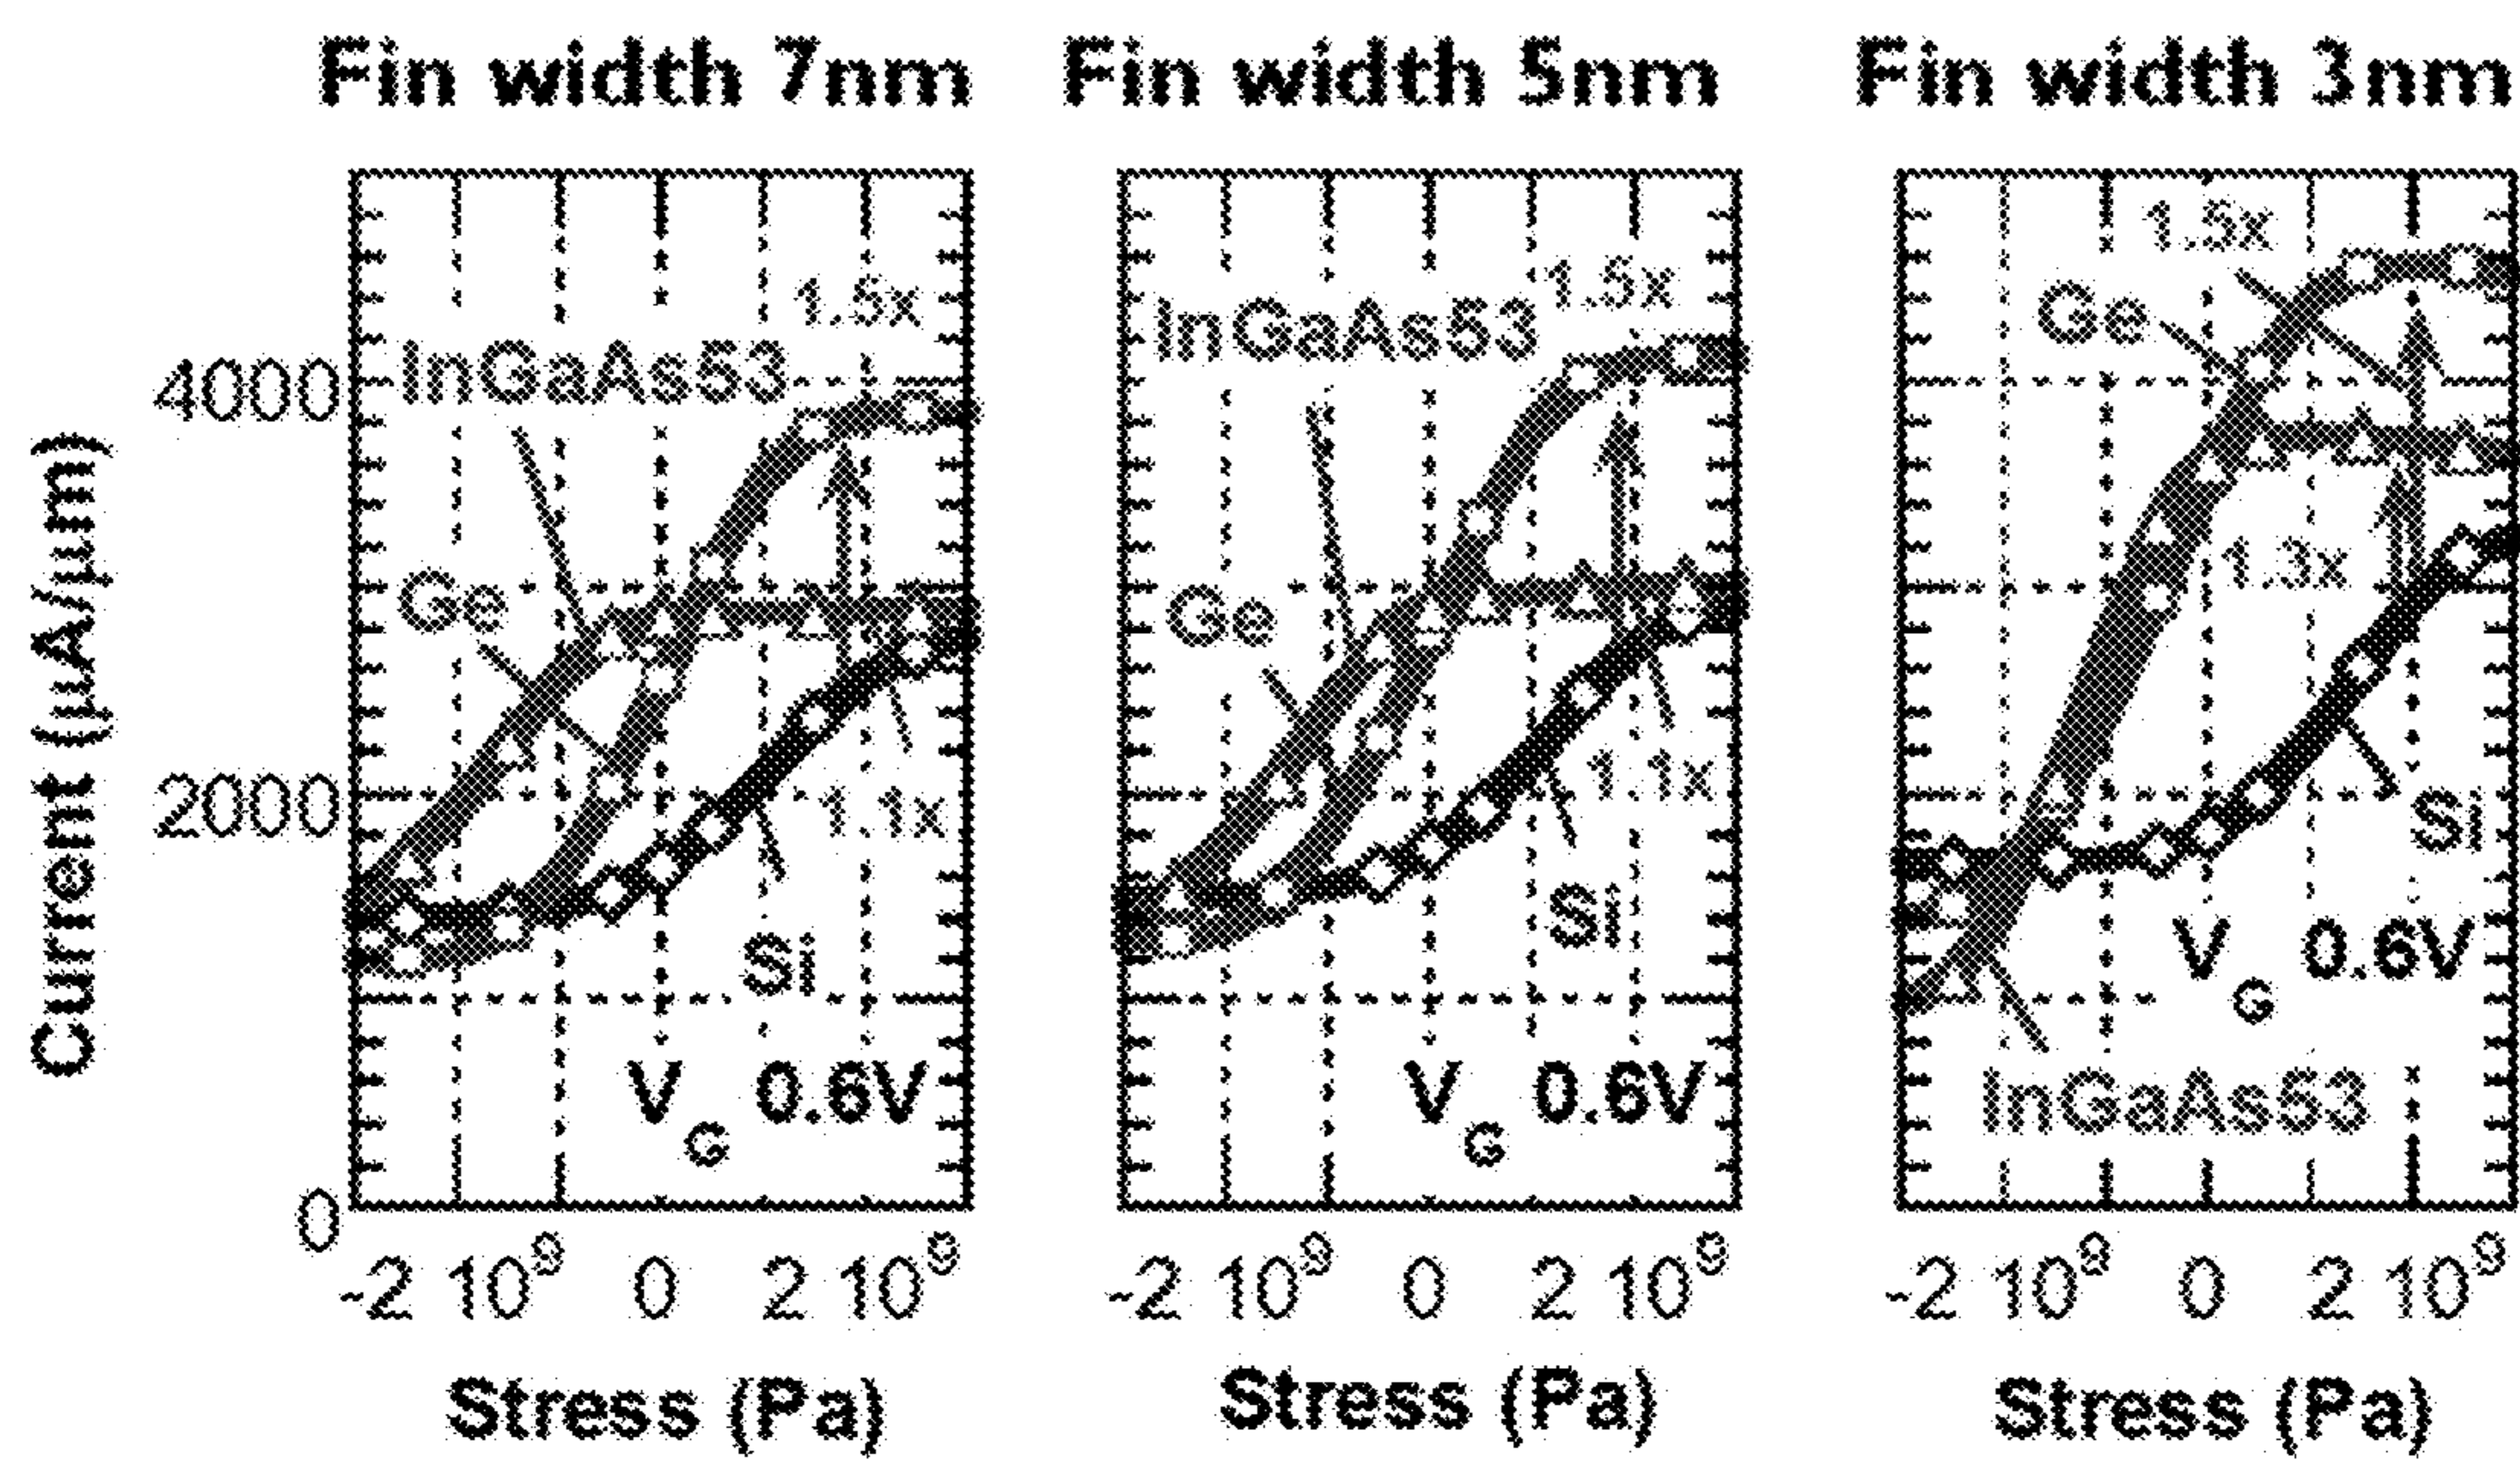 Fin width 7nm
Fin width 5nm
Fin width 3nm
Current (µA/µm)
4000
2000
0
1.5x
InGaAs53
Ge
1.1x
Si
VG 0.6V
-2 10⁹ 0 2 10⁹
Stress (Pa)
1.5x
InGaAs53
Ge
1.1x
Si
VG 0.6V
-2 10⁹ 0 2 10⁹
Stress (Pa)
1.5x
Ge
1.3x
Si
VG 0.6V
InGaAs53
-2 10⁹ 0 2 10⁹
Stress (Pa)